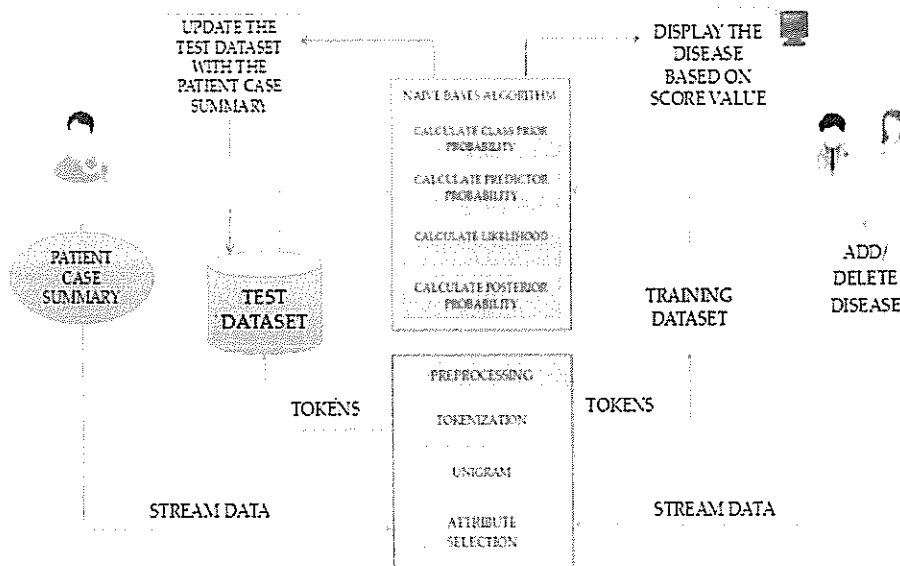 UPDATE THE
TEST DATASET
WITH THE
PATIENT CASE
SUMMARY
DISPLAY THE
DISEASE
BASED ON
SCORE VALUE
NAIVE BASES ALGORITHM
CALCULATE CLASS PRIOR
PROBABILITY
CALCULATE PREDICTOR
PROBABILITY
CALCULATE LIKELIHOOD
CALCULATE POSTERIOR
PROBABILITY
PATIENT
CASE
SUMMARY
TEST
DATASET
TRAINING
DATASET
ADD/
DELETE
DISEASE
PREPROCESSING
TOKENIZATION
UNIGRAM
ATTRIBUTE
SELECTION
TOKENS
TOKENS
STREAM DATA
STREAM DATA